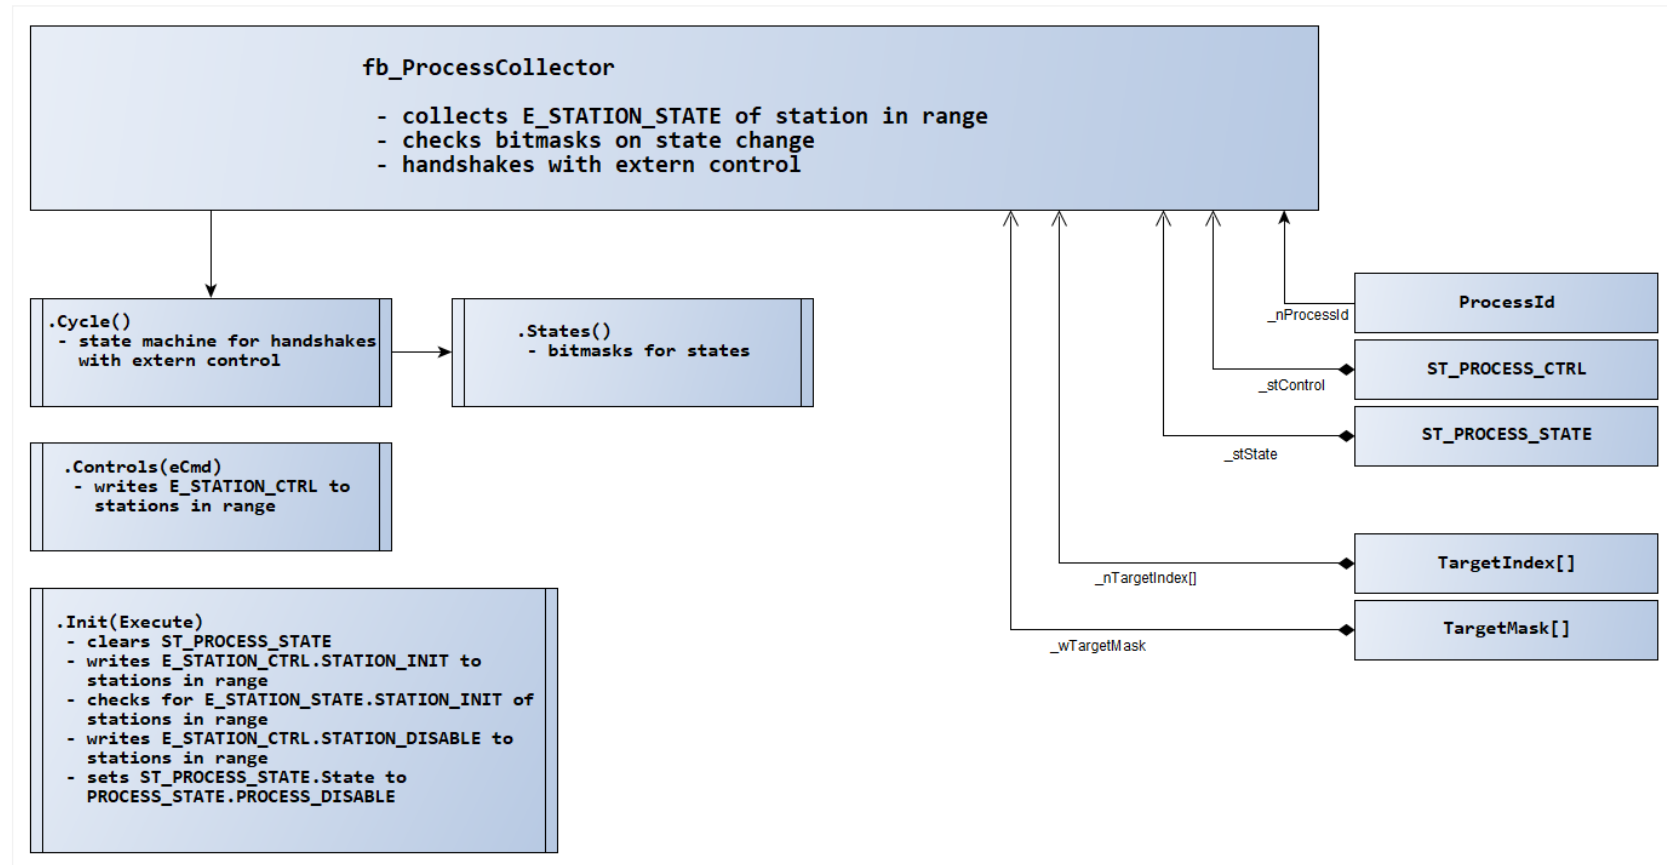 fb_ProcessCollector
- collects E_STATION_STATE of station in range
- checks bitmasks on state change
- handshakes with extern control
.Cycle()
- state machine for handshakes
with extern control
.States()
- bitmasks for states
.Controls(eCmd)
- writes E_STATION_CTRL to
stations in range
.Init(Execute)
- clears ST_PROCESS_STATE
- writes E_STATION_CTRL.STATION_INIT to
stations in range
- checks for E_STATION_STATE.STATION_INIT of
stations in range
- writes E_STATION_CTRL.STATION_DISABLE to
stations in range
- sets ST_PROCESS_STATE.State to
PROCESS_STATE.PROCESS_DISABLE
ProcessId
_nProcessId
ST_PROCESS_CTRL
_stControl
ST_PROCESS_STATE
_stState
TargetIndex[]
_nTargetIndex[]
TargetMask[]
_wTargetMask